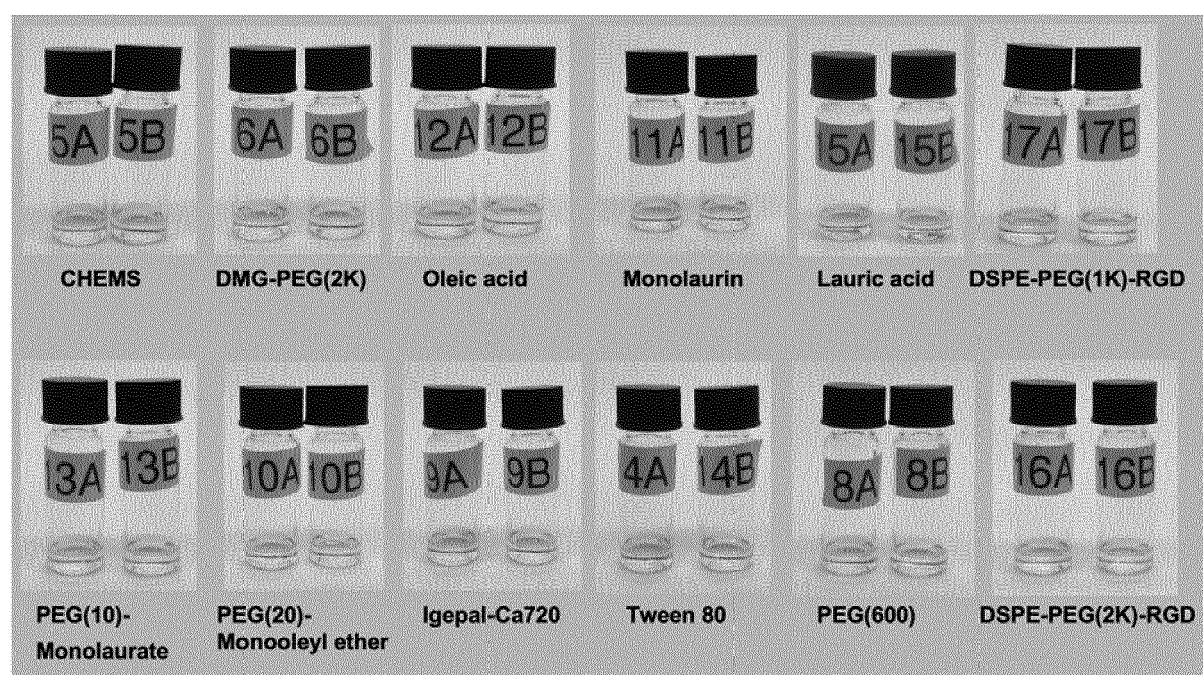 5A 5B 6A 6B 12A 12B 11A 11B 15A 15B 17A 17B
CHEMS DMG-PEG(2K) Oleic acid Monolaurin Lauric acid DSPE-PEG(1K)-RGD
13A 13B 10A 10B 9A 9B 4A 14B 8A 8B 16A 16B
PEG(10)- PEG(20)- Igepal-Ca720 Tween 80 PEG(600) DSPE-PEG(2K)-RGD
Monolaurate Monooleyl ether